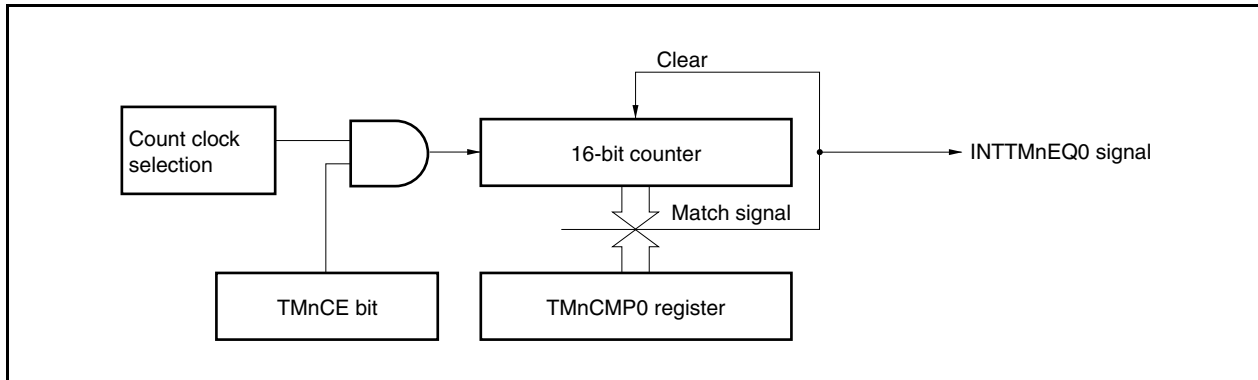 Clear
Count clock
selection
16-bit counter
INTTMnEQ0 signal
Match signal
TMnCE bit
TMnCMP0 register